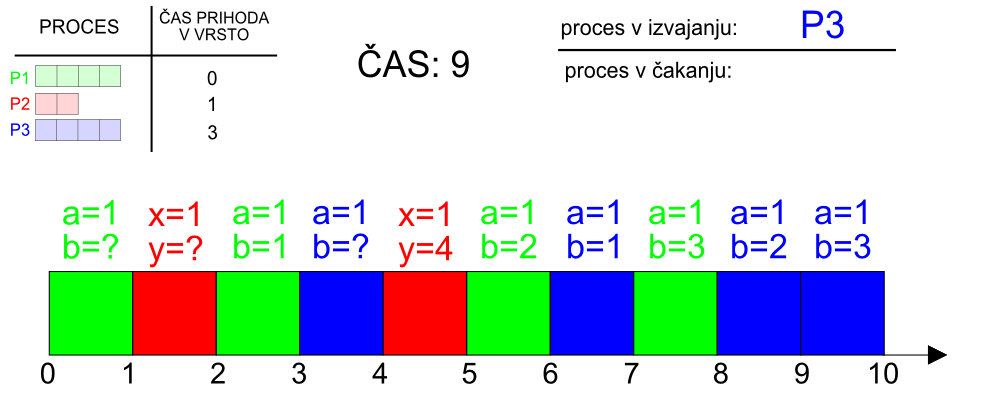 PROCES
ČAS PRIHODA
V VRSTO
P1 0
P2 1
P3 3
ČAS: 9
proces v izvajanju: P3
proces v čakanju:
a=1 x=1 a=1 a=1 x=1 a=1 a=1 a=1 a=1 a=1
b=? y=? b=1 b=? y=4 b=2 b=1 b=3 b=2 b=3
0 1 2 3 4 5 6 7 8 9 10